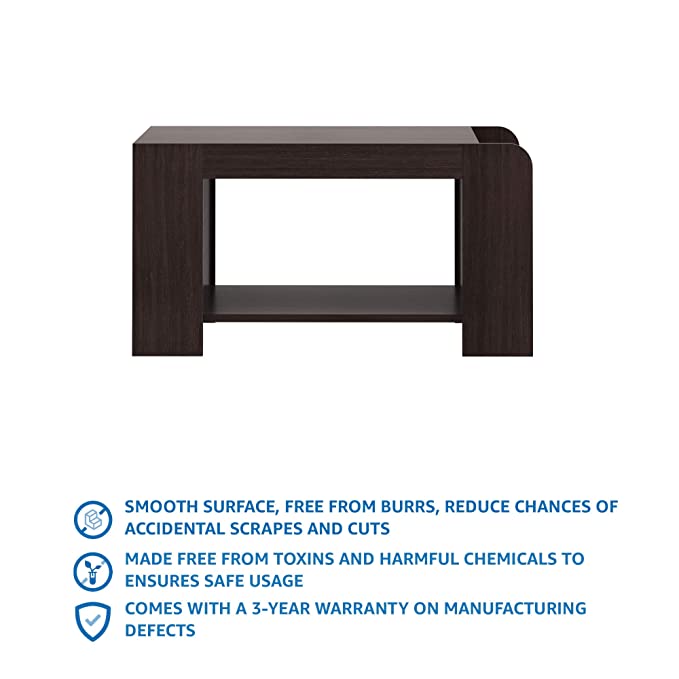 SMOOTH SURFACE, FREE FROM BURRS, REDUCE CHANCES OF
ACCIDENTAL SCRAPES AND CUTS
MADE FREE FROM TOXINS AND HARMFUL CHEMICALS TO
ENSURES SAFE USAGE
COMES WITH A 3-YEAR WARRANTY ON MANUFACTURING
DEFECTS